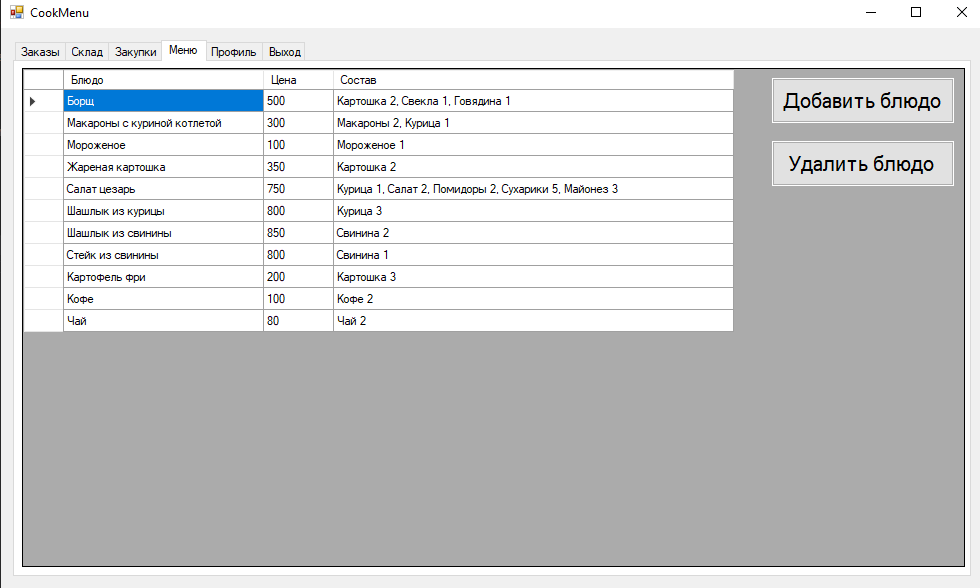 CookMenu
Заказы Склад Закупки Меню Профиль Выход
Блюдо Цена Состав
Борщ 500 Картошка 2, Свекла 1, Говядина 1
Макароны с куриной котлетой 300 Макароны 2, Курица 1
Мороженое 100 Мороженое 1
Жареная картошка 350 Картошка 2
Салат цезарь 750 Курица 1, Салат 2, Помидоры 2, Сухарики 5, Майонез 3
Шашлык из курицы 800 Курица 3
Шашлык из свинины 850 Свинина 2
Стейк из свинины 800 Свинина 1
Картофель фри 200 Картошка 3
Кофе 100 Кофе 2
Чай 80 Чай 2
Добавить блюдо
Удалить блюдо